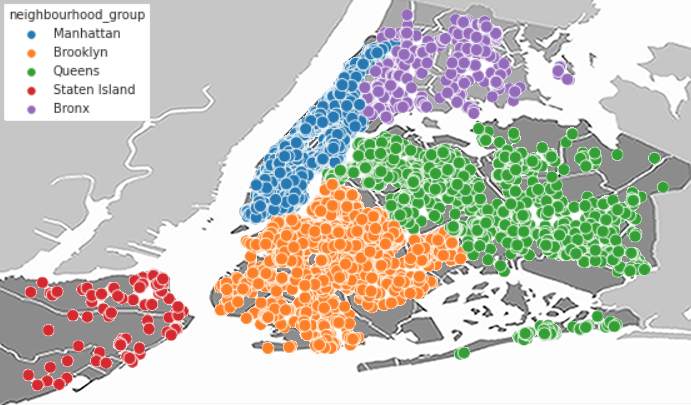 neighbourhood_group
Manhattan
Brooklyn
Queens
Staten Island
Bronx